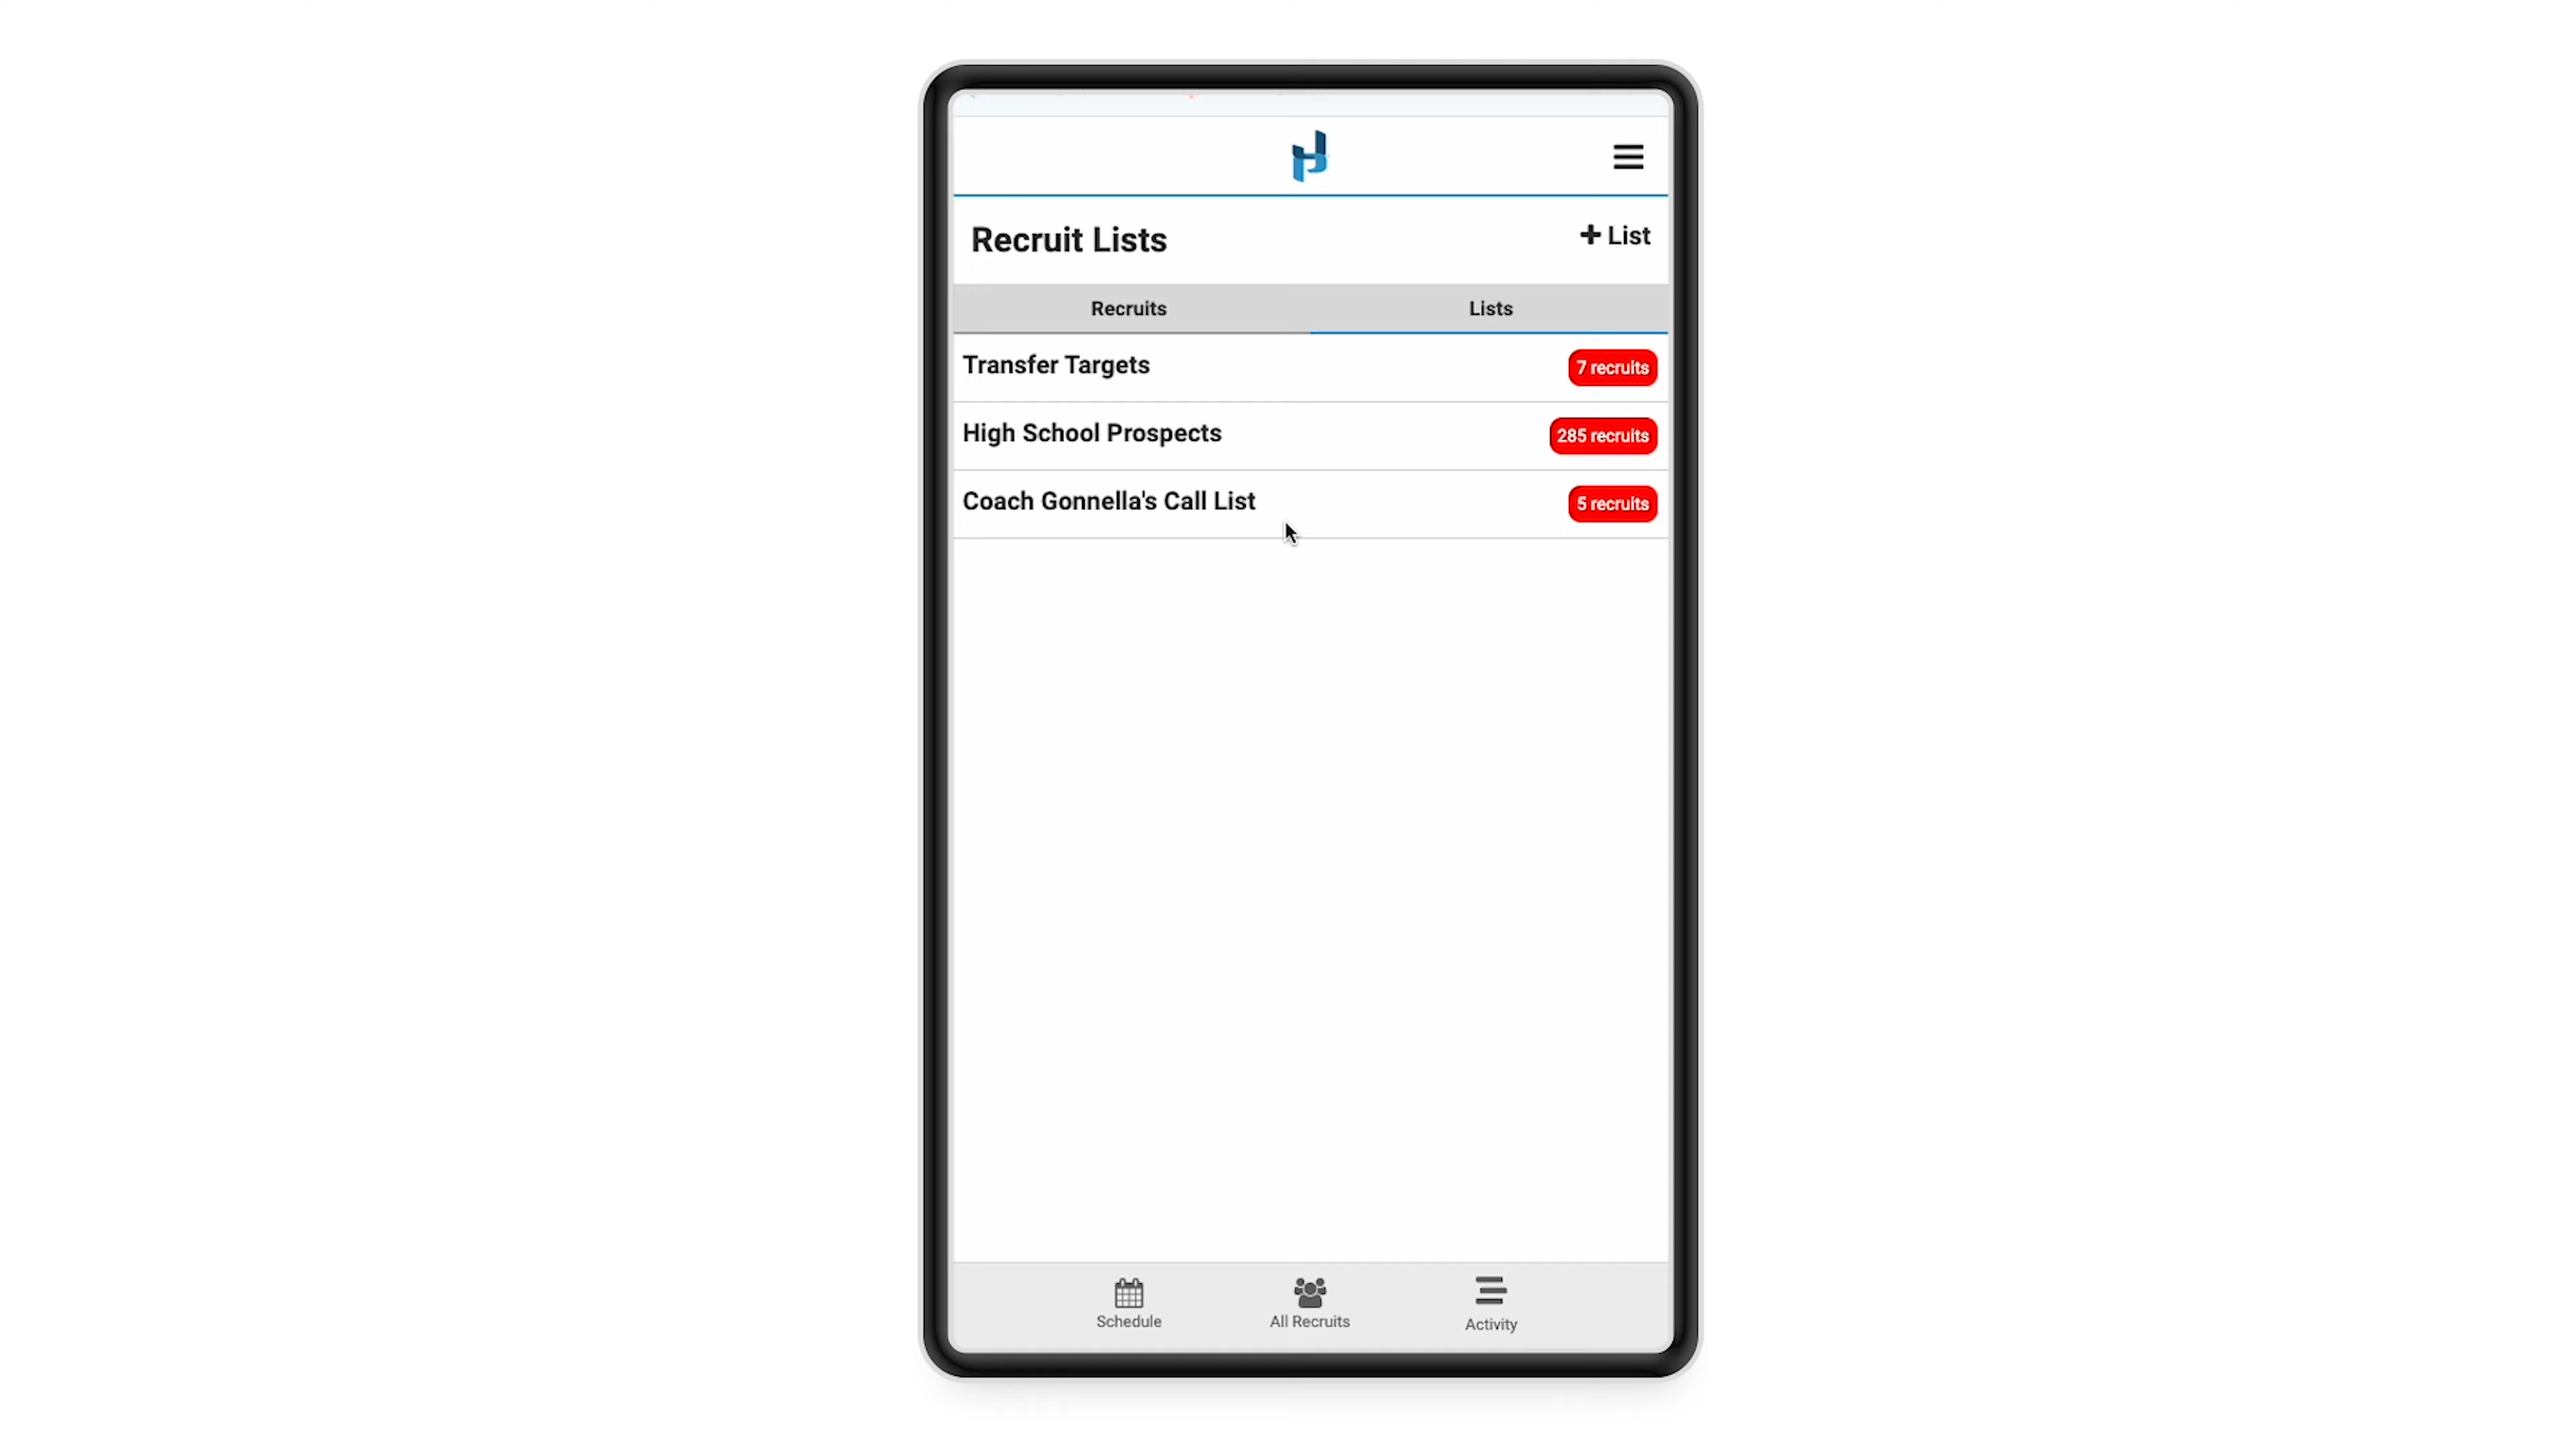 Recruit Lists
+ List
Recruits
Lists
Transfer Targets
7 recruits
High School Prospects
285 recruits
Coach Gonnella's Call List
5 recruits
Schedule
All Recruits
Activity